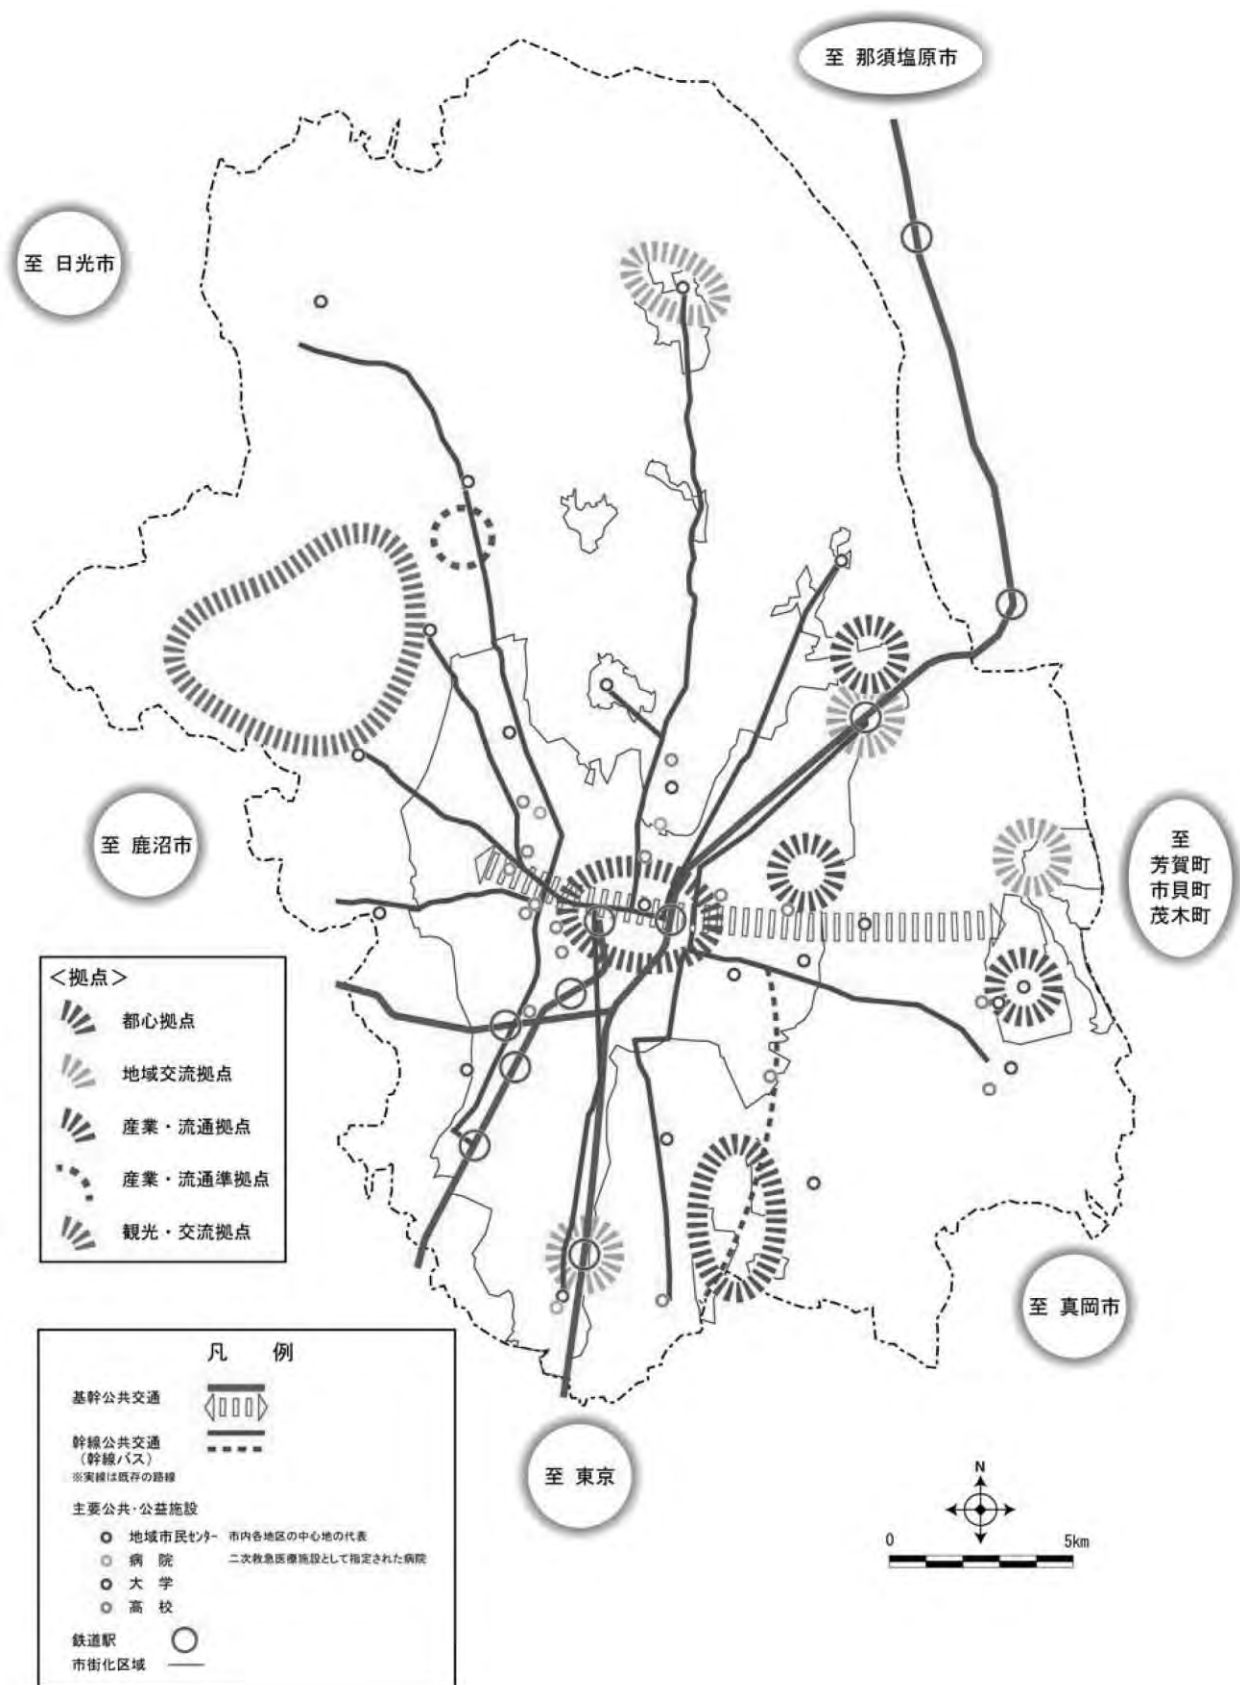 至 那須塩原市
至 日光市
至 鹿沼市
至
芳賀町
市貝町
茂木町
＜拠点＞
都心拠点
地域交流拠点
産業・流通拠点
産業・流通準拠点
観光・交流拠点
至 真岡市
至 東京
凡 例
基幹公共交通
幹線公共交通
（幹線バス）
※実線は既存の路線
主要公共・公益施設
地域市民センター 市内各地区の中心地の代表
病 院 二次救急医療施設として指定された病院
大 学
高 校
鉄道駅
市街化区域
N
0 5km